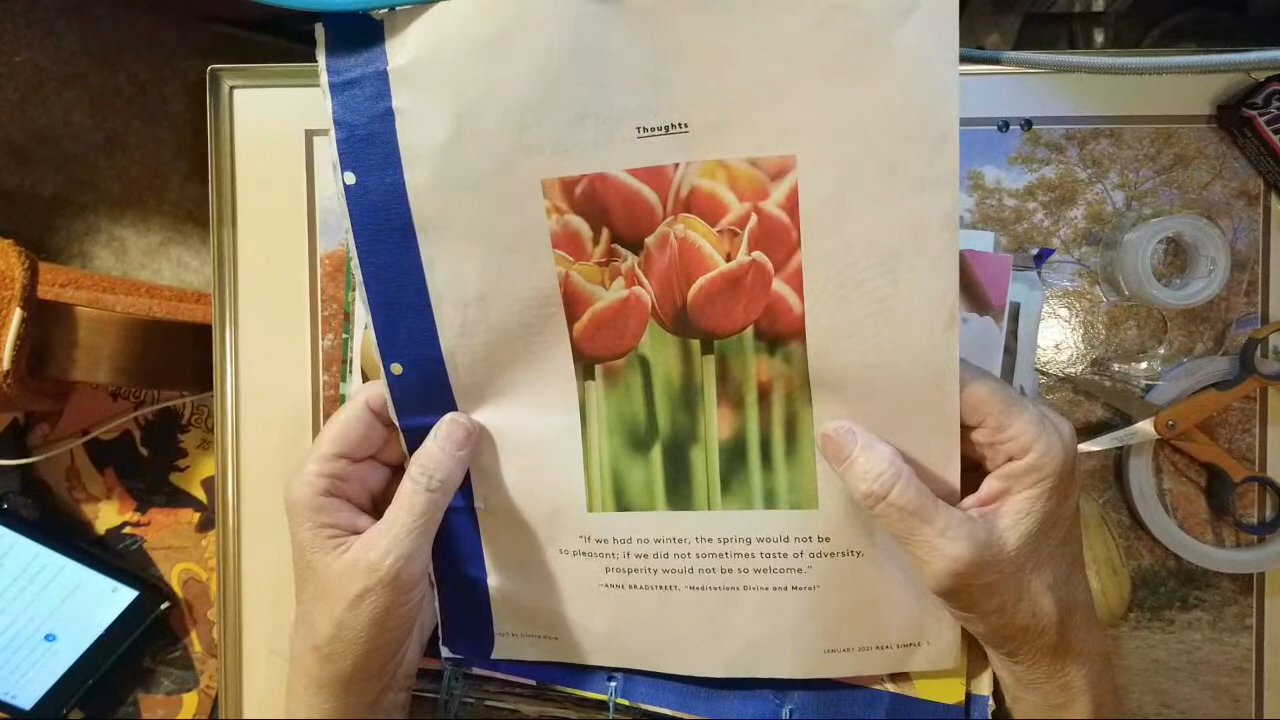 Thoughts
“If we had no winter, the spring would not be
so pleasant; if we did not sometimes taste of adversity,
prosperity would not be so welcome.”
—ANNE BRADSTREET, “Meditations Divine and Moral”
JANUARY 2021 REAL SIMPLE